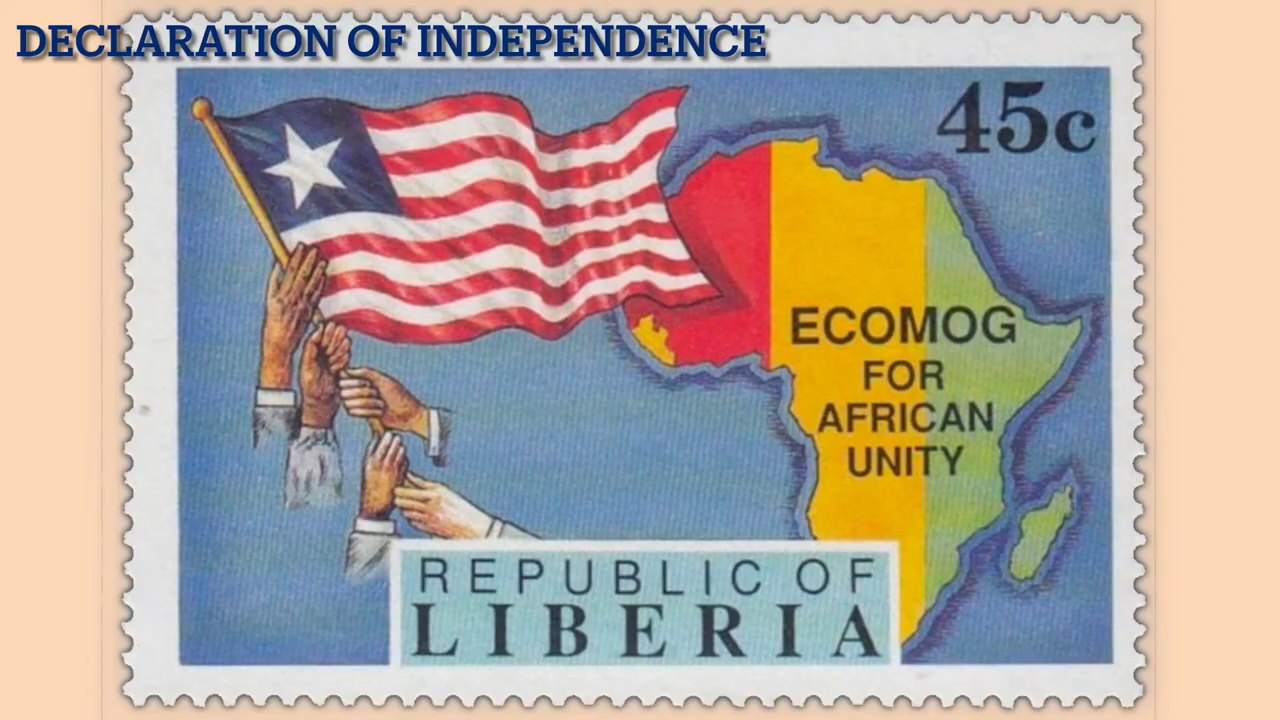 DECLARATION OF INDEPENDENCE
45c
ECOMOG
FOR
AFRICAN
UNITY
REPUBLIC OF
LIBERIA